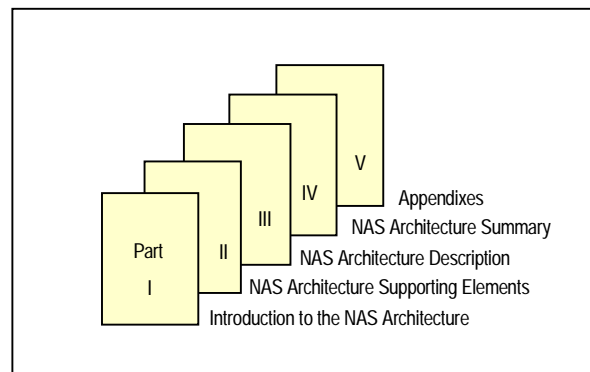 V
Appendixes
IV
NAS Architecture Summary
III
NAS Architecture Description
II
NAS Architecture Supporting Elements
Part
I
Introduction to the NAS Architecture